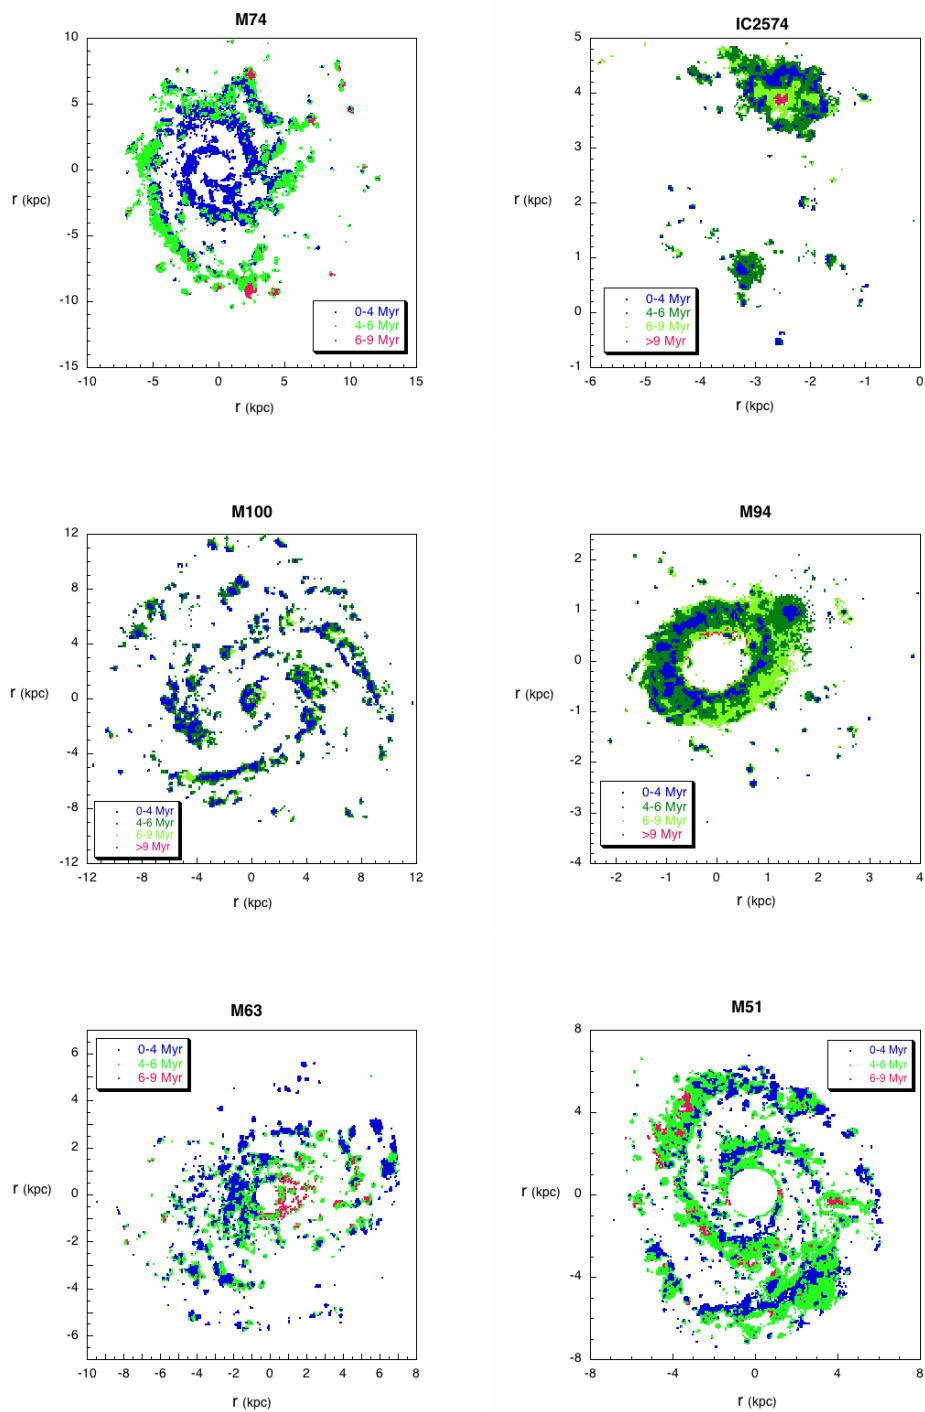 M74
10
5
0
-5
-10
-15
r (kpc)
-10 -5 0 5 10 15
r (kpc)
0-4 Myr
4-6 Myr
6-9 Myr
IC2574
5
4
3
2
1
0
-1
r (kpc)
-6 -5 -4 -3 -2 -1 0
r (kpc)
0-4 Myr
4-6 Myr
6-9 Myr
>9 Myr
M100
12
8
4
0
-4
-8
-12
r (kpc)
-12 -8 -4 0 4 8 12
r (kpc)
0-4 Myr
4-6 Myr
6-9 Myr
>9 Myr
M94
2
1
0
-1
-2
-3
-4
r (kpc)
-2 -1 0 1 2 3 4
r (kpc)
0-4 Myr
4-6 Myr
6-9 Myr
>9 Myr
M63
6
4
2
0
-2
-4
-6
r (kpc)
-10 -8 -6 -4 -2 0 2 4 6 8
r (kpc)
0-4 Myr
4-6 Myr
6-9 Myr
M51
8
4
0
-4
-8
r (kpc)
-8 -4 0 4 8
r (kpc)
0-4 Myr
4-6 Myr
6-9 Myr